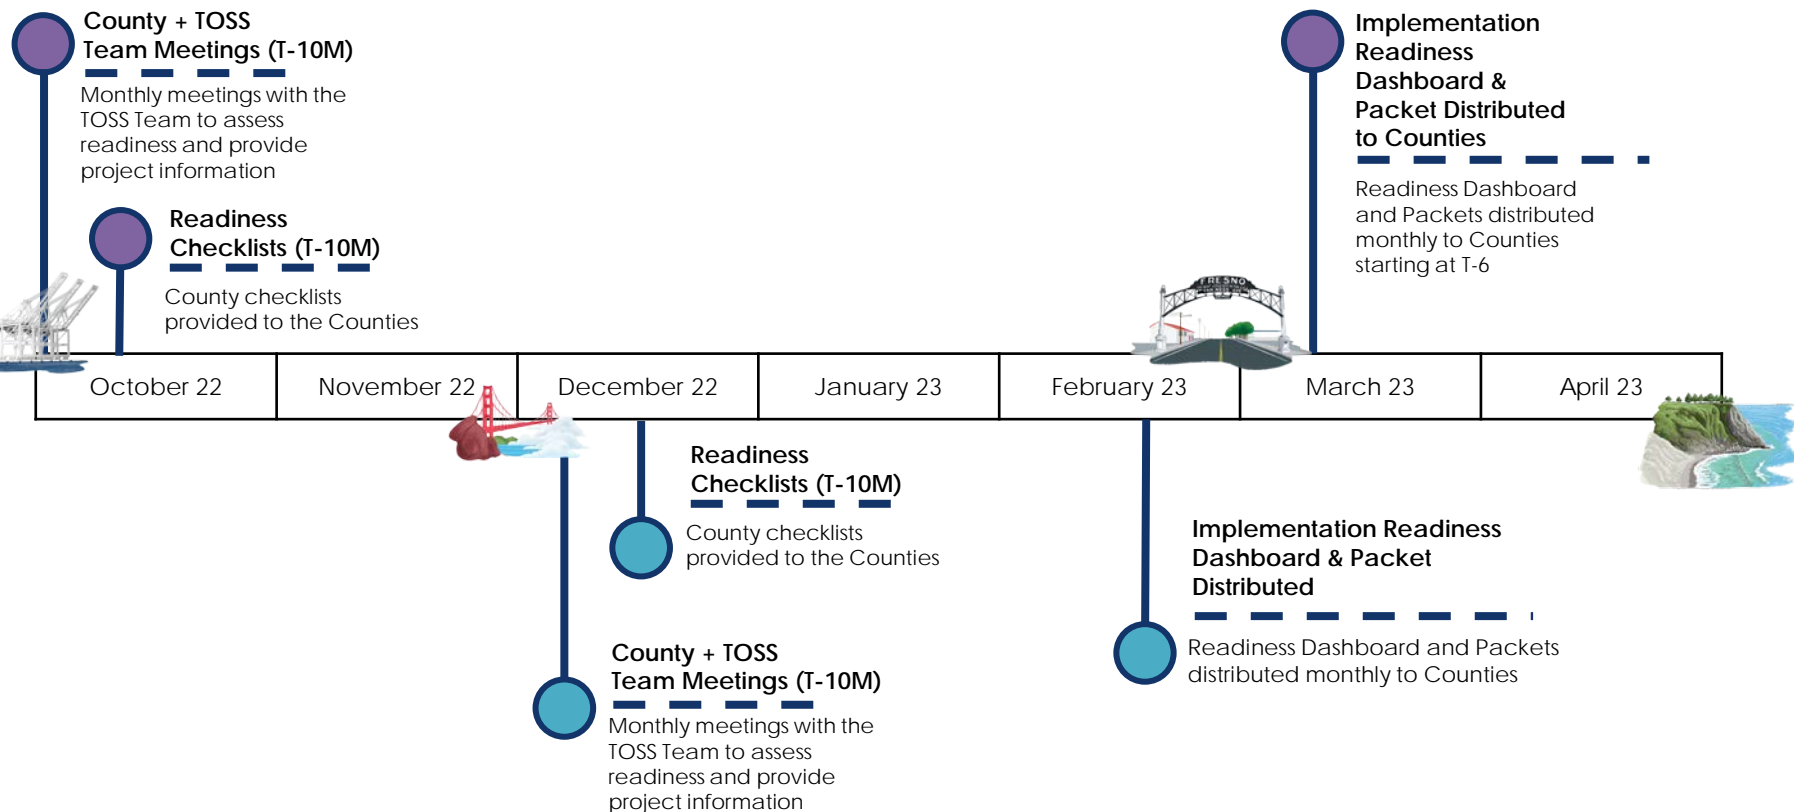 County + TOSS
Team Meetings (T-10M)
Monthly meetings with the
TOSS Team to assess
readiness and provide
project information
Readiness
Checklists (T-10M)
County checklists
provided to the Counties
Implementation
Readiness
Dashboard &
Packet Distributed
to Counties
Readiness Dashboard
and Packets distributed
monthly to Counties
starting at T-6
FRESNO
October 22
November 22
December 22
January 23
February 23
March 23
April 23
Readiness
Checklists (T-10M)
County checklists
provided to the Counties
County + TOSS
Team Meetings (T-10M)
Monthly meetings with the
TOSS Team to assess
readiness and provide
project information
Implementation Readiness
Dashboard & Packet
Distributed
Readiness Dashboard and Packets
distributed monthly to Counties